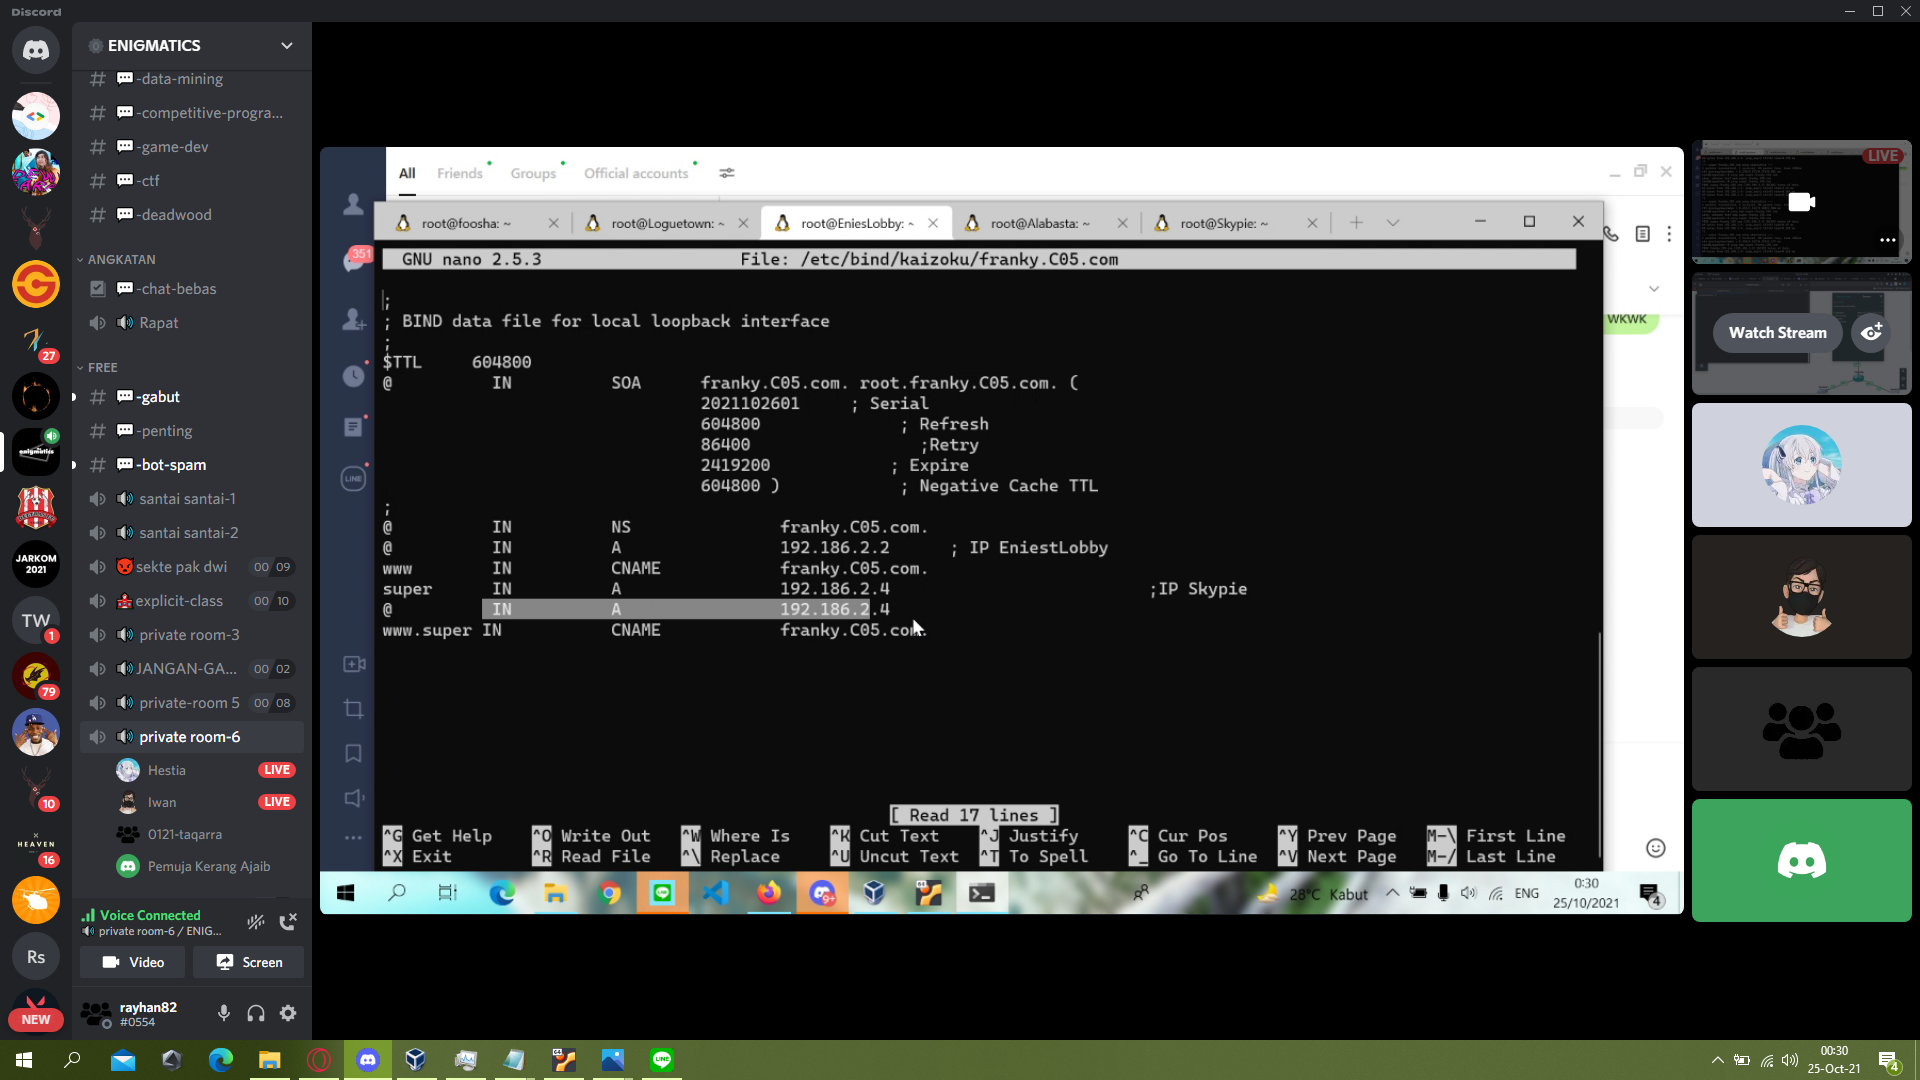 Discord
ENIGMATICS
-data-mining
-competitive-progra...
-game-dev
-ctf
-deadwood
ANGKATAN
-chat-bebas
Rapat
FREE
-gabut
-penting
-bot-spam
santai santai-1
santai santai-2
sekte pak dwi 00 09
explicit-class 00 10
private room-3
JANGAN-GA... 00 02
private-room 5 00 08
private room-6
Hestia LIVE
Iwan LIVE
0121-taqarra
Pemuja Kerang Ajaib
Voice Connected
private room-6 / ENIG...
Video
Screen
rayhan82
#0554
27
enigmatics
JARKOM
2021
TW
1
79
10
HEAVEN
16
Rs
NEW
All Friends Groups Official accounts
351
LINE
root@foosha: ~
root@Loguetown: ~
root@EniesLobby: ~
root@Alabasta: ~
root@Skypie: ~
GNU nano 2.5.3 File: /etc/bind/kaizoku/franky.C05.com
;
; BIND data file for local loopback interface
;
$TTL 604800
@ IN SOA franky.C05.com. root.franky.C05.com. (
2021102601 ; Serial
604800 ; Refresh
86400 ;Retry
2419200 ; Expire
604800 ) ; Negative Cache TTL
;
@ IN NS franky.C05.com.
@ IN A 192.186.2.2 ; IP EniestLobby
www IN CNAME franky.C05.com.
super IN A 192.186.2.4 ;IP Skypie
@ IN A 192.186.2.4
www.super IN CNAME franky.C05.com.
[ Read 17 lines ]
^G Get Help ^O Write Out ^W Where Is ^K Cut Text ^J Justify ^C Cur Pos ^Y Prev Page M-\ First Line
^X Exit ^R Read File ^\ Replace ^U Uncut Text ^T To Spell ^_ Go To Line ^V Next Page M-/ Last Line
WKWK
9+
28°C Kabut
ENG
0:30
25/10/2021
4
LIVE
Watch Stream
LINE
00:30
25-Oct-21
4